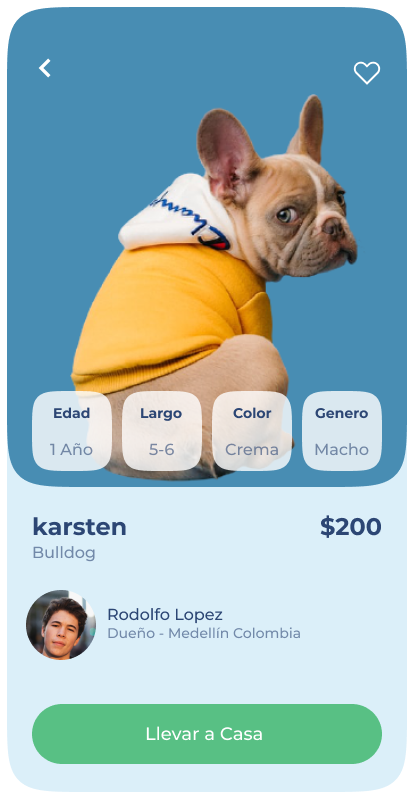 Champion
Edad
Largo
Color
Genero
1 Año
5-6
Crema
Macho
karsten
$200
Bulldog
Rodolfo Lopez
Dueño - Medellín Colombia
Llevar a Casa